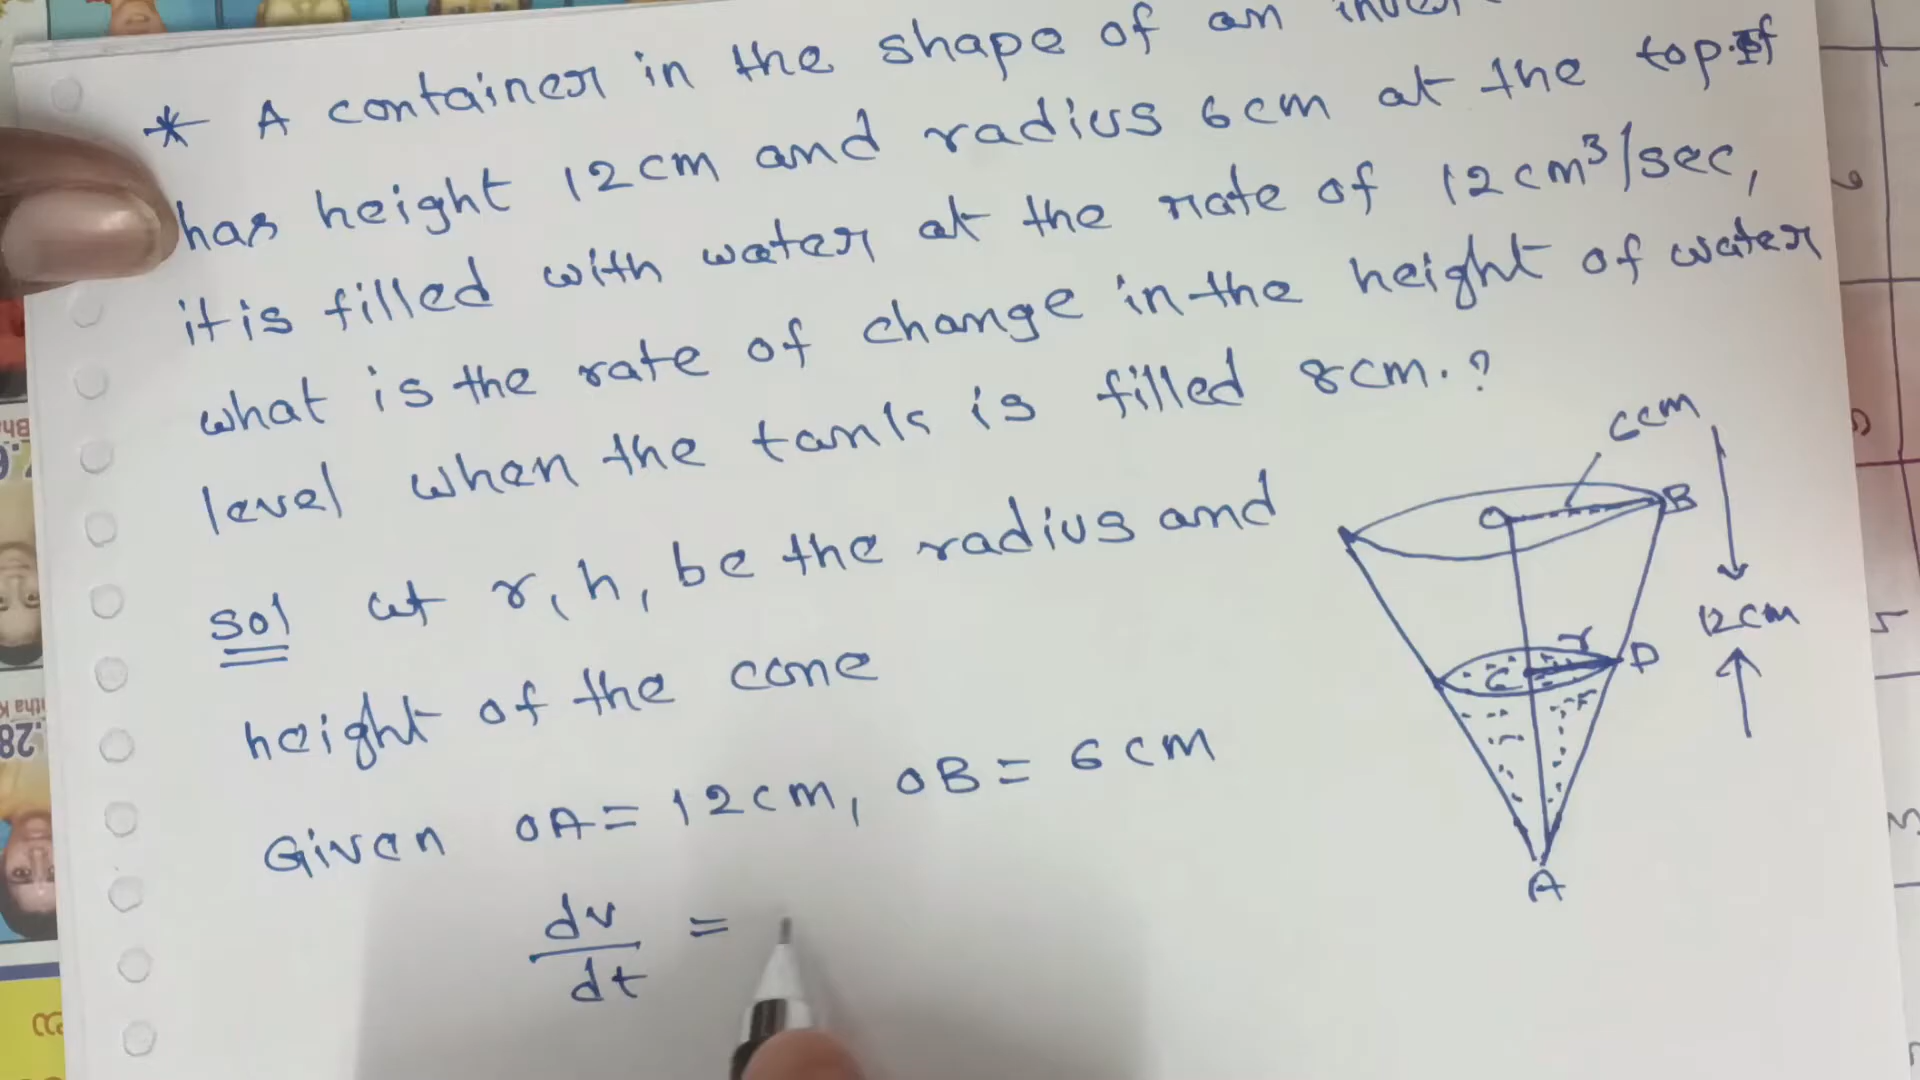 * A container in the shape of an
has height 12cm and radius 6cm at the top. If
it is filled with water at the rate of 12cm³/sec,
what is the rate of change in the height of water
level when the tank is filled 8cm.?
Sol let r, h, be the radius and
height of the cone
Given OA = 12cm, OB = 6cm
dv/dt =
6cm
O B
12cm
r
C D
A